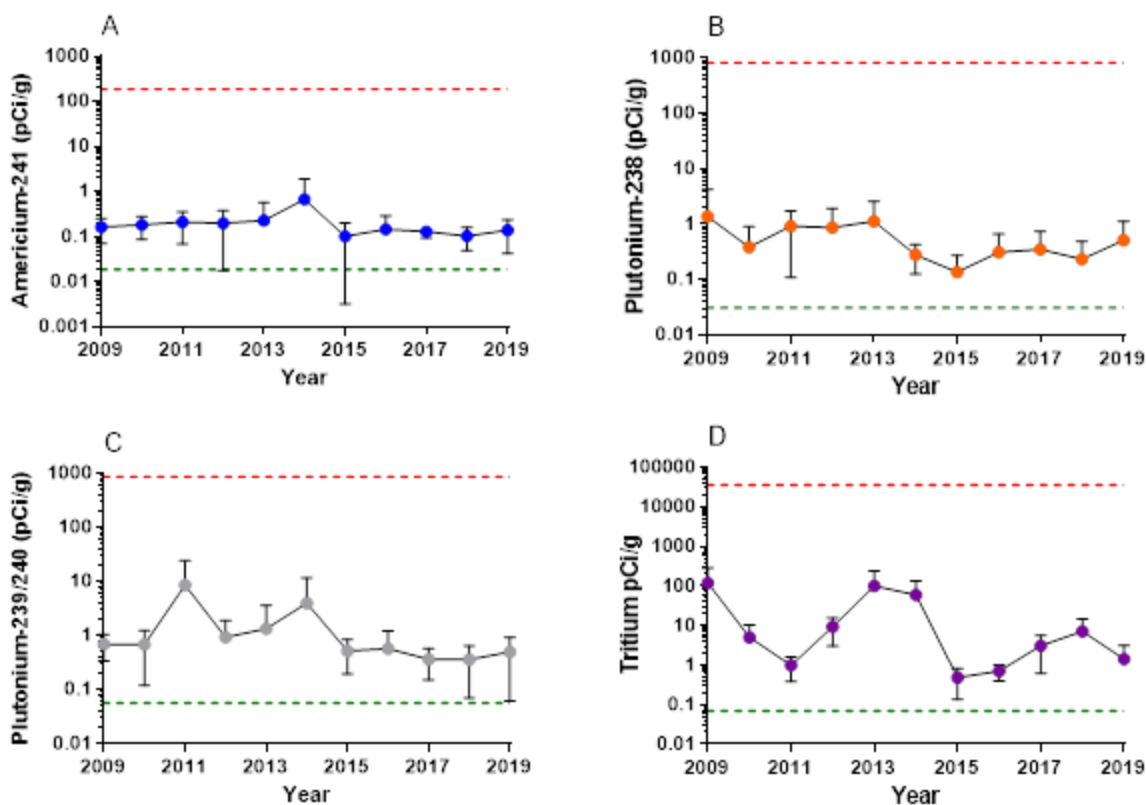 A
Americium-241 (pCi/g)
1000
100
10
1
0.1
0.01
0.001
2009 2011 2013 2015 2017 2019
Year
B
Plutonium-238 (pCi/g)
1000
100
10
1
0.1
0.01
2009 2011 2013 2015 2017 2019
Year
C
Plutonium-239/240 (pCi/g)
1000
100
10
1
0.1
0.01
2009 2011 2013 2015 2017 2019
Year
D
Tritium pCi/g
100000
10000
1000
100
10
1
0.1
0.01
2009 2011 2013 2015 2017 2019
Year